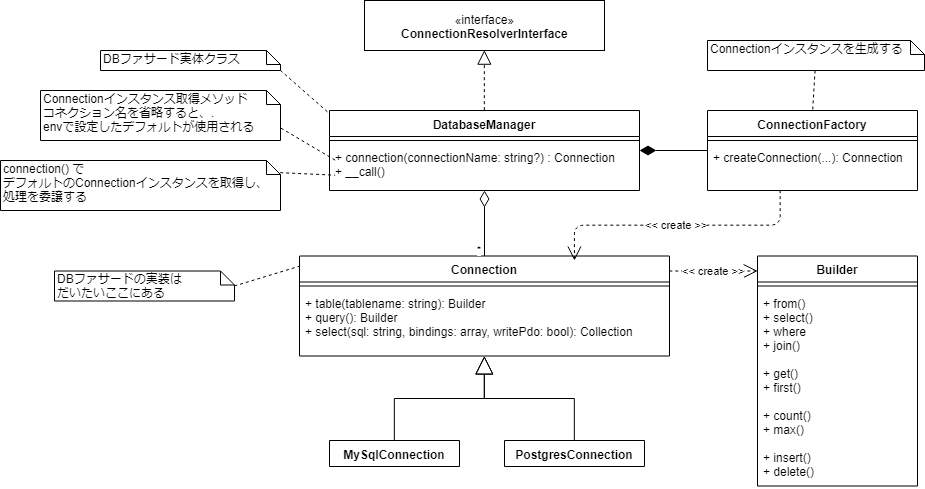 «interface»
ConnectionResolverInterface
DBファサード実体クラス
Connectionインスタンスを生成する
Connectionインスタンス取得メソッド
コネクション名を省略すると、.
envで設定したデフォルトが使用される
DatabaseManager
+ connection(connectionName: string?) : Connection
+ __call()
ConnectionFactory
+ createConnection(...): Connection
connection() で
デフォルトのConnectionインスタンスを取得し、
処理を委譲する
<< create >>
*
DBファサードの実装は
だいたいここにある
Connection
+ table(tablename: string): Builder
+ query(): Builder
+ select(sql: string, bindings: array, writePdo: bool): Collection
<< create >>
Builder
+ from()
+ select()
+ where
+ join()
+ get()
+ first()
+ count()
+ max()
+ insert()
+ delete()
MySqlConnection
PostgresConnection